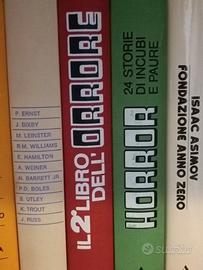 P. ERNST
J. BIXBY
M. LEINSTER
R.M. WILLIAMS
E. HAMILTON
A. WEINER
N. BARRETT JR.
P.D. BOLES
S. UTLEY
K. TROUT
J. RUSS
IL 2° LIBRO
DELL'ORRORE
HORROR
24 STORIE
DI INCUBI
E PAURE
ISAAC ASIMOV
FONDAZIONE ANNO ZERO
subito